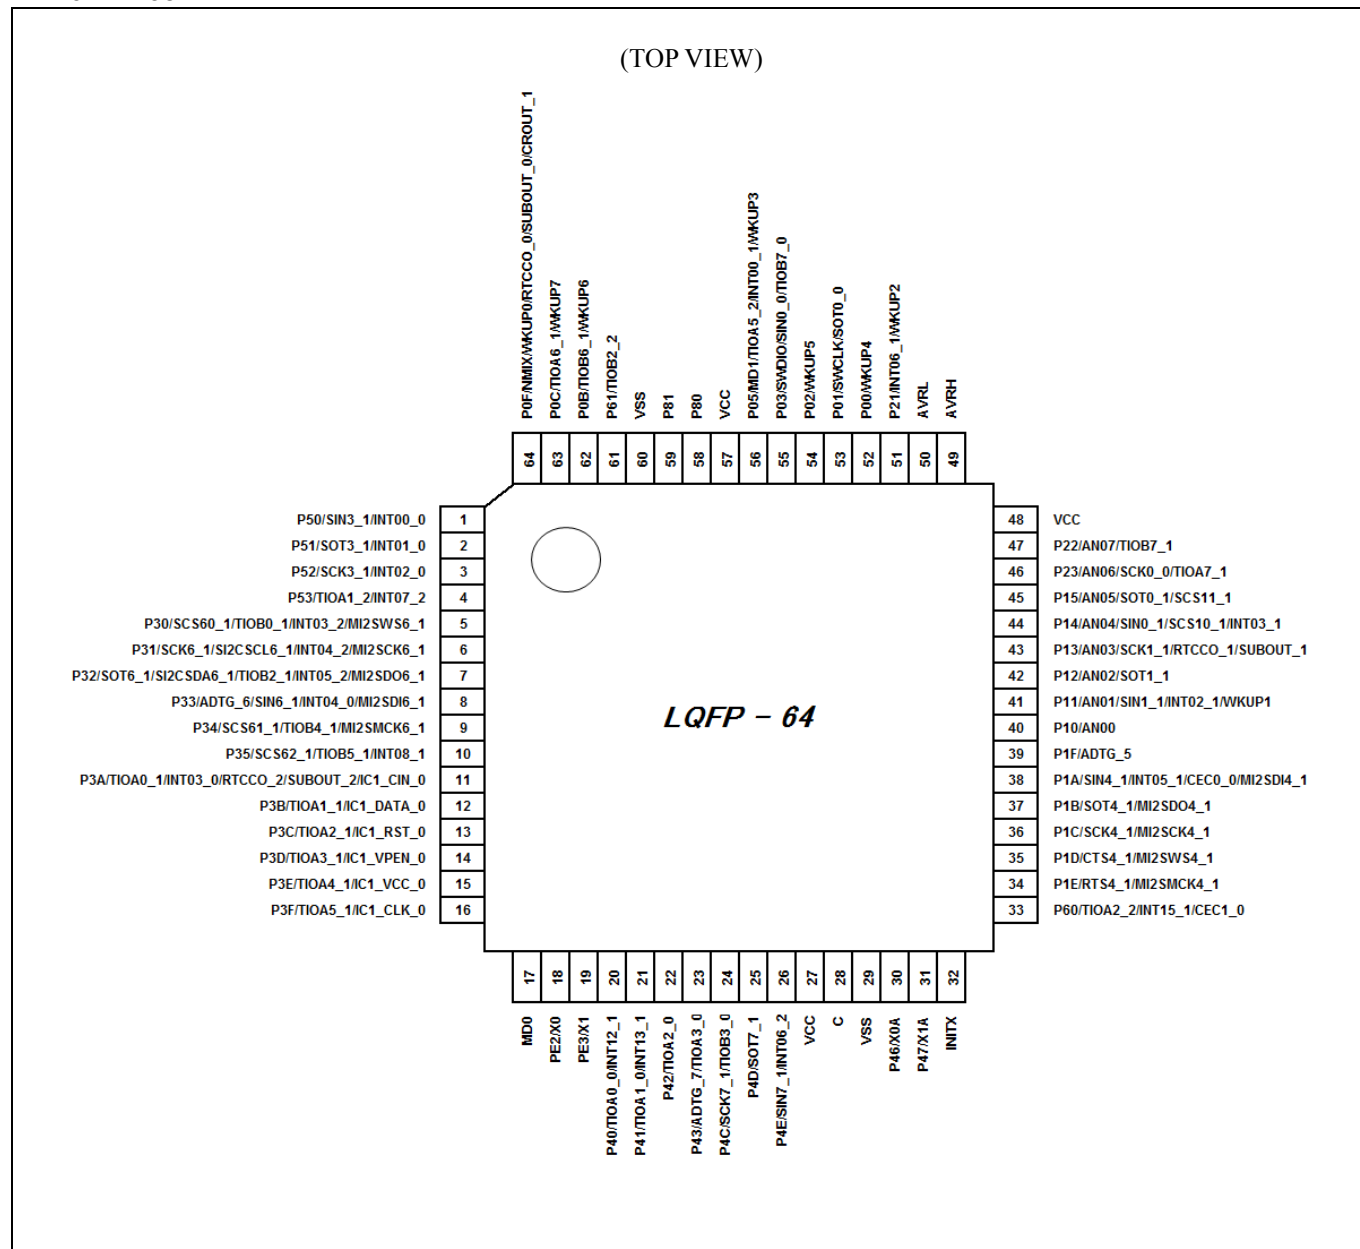 (TOP VIEW)
P0F/NMIX/WKUP0/RTCCO_0/SUBOUT_0/CROUT_1
P0C/TIOA6_1/WKUP7
P0B/TIOB6_1/WKUP6
P61/TIOB2_2
VSS
P81
P80
VCC
P05/MD1/TIOA5_2/INT00_1/WKUP3
P03/SWDIO/SIN0_0/TIOB7_0
P02/WKUP5
P01/SWCLK/SOT0_0
P00/WKUP4
P21/INT06_1/WKUP2
AVRL
AVRH
64 63 62 61 60 59 58 57 56 55 54 53 52 51 50 49
P50/SIN3_1/INT00_0 1
P51/SOT3_1/INT01_0 2
P52/SCK3_1/INT02_0 3
P53/TIOA1_2/INT07_2 4
P30/SCS60_1/TIOB0_1/INT03_2/MI2SWS6_1 5
P31/SCK6_1/SI2CSCL6_1/INT04_2/MI2SCK6_1 6
P32/SOT6_1/SI2CSDA6_1/TIOB2_1/INT05_2/MI2SDO6_1 7
P33/ADTG_6/SIN6_1/INT04_0/MI2SDI6_1 8
P34/SCS61_1/TIOB4_1/MI2SMCK6_1 9
P35/SCS62_1/TIOB5_1/INT08_1 10
P3A/TIOA0_1/INT03_0/RTCCO_2/SUBOUT_2/IC1_CIN_0 11
P3B/TIOA1_1/IC1_DATA_0 12
P3C/TIOA2_1/IC1_RST_0 13
P3D/TIOA3_1/IC1_VPEN_0 14
P3E/TIOA4_1/IC1_VCC_0 15
P3F/TIOA5_1/IC1_CLK_0 16
LQFP - 64
48 VCC
47 P22/AN07/TIOB7_1
46 P23/AN06/SCK0_0/TIOA7_1
45 P15/AN05/SOT0_1/SCS11_1
44 P14/AN04/SIN0_1/SCS10_1/INT03_1
43 P13/AN03/SCK1_1/RTCCO_1/SUBOUT_1
42 P12/AN02/SOT1_1
41 P11/AN01/SIN1_1/INT02_1/WKUP1
40 P10/AN00
39 P1F/ADTG_5
38 P1A/SIN4_1/INT05_1/CEC0_0/MI2SDI4_1
37 P1B/SOT4_1/MI2SDO4_1
36 P1C/SCK4_1/MI2SCK4_1
35 P1D/CTS4_1/MI2SWS4_1
34 P1E/RTS4_1/MI2SMCK4_1
33 P60/TIOA2_2/INT15_1/CEC1_0
17 18 19 20 21 22 23 24 25 26 27 28 29 30 31 32
MD0
PE2/X0
PE3/X1
P40/TIOA0_0/INT12_1
P41/TIOA1_0/INT13_1
P42/TIOA2_0
P43/ADTG_7/TIOA3_0
P4C/SCK7_1/TIOB3_0
P4D/SOT7_1
P4E/SIN7_1/INT06_2
VCC
C
VSS
P46/X0A
P47/X1A
INITX